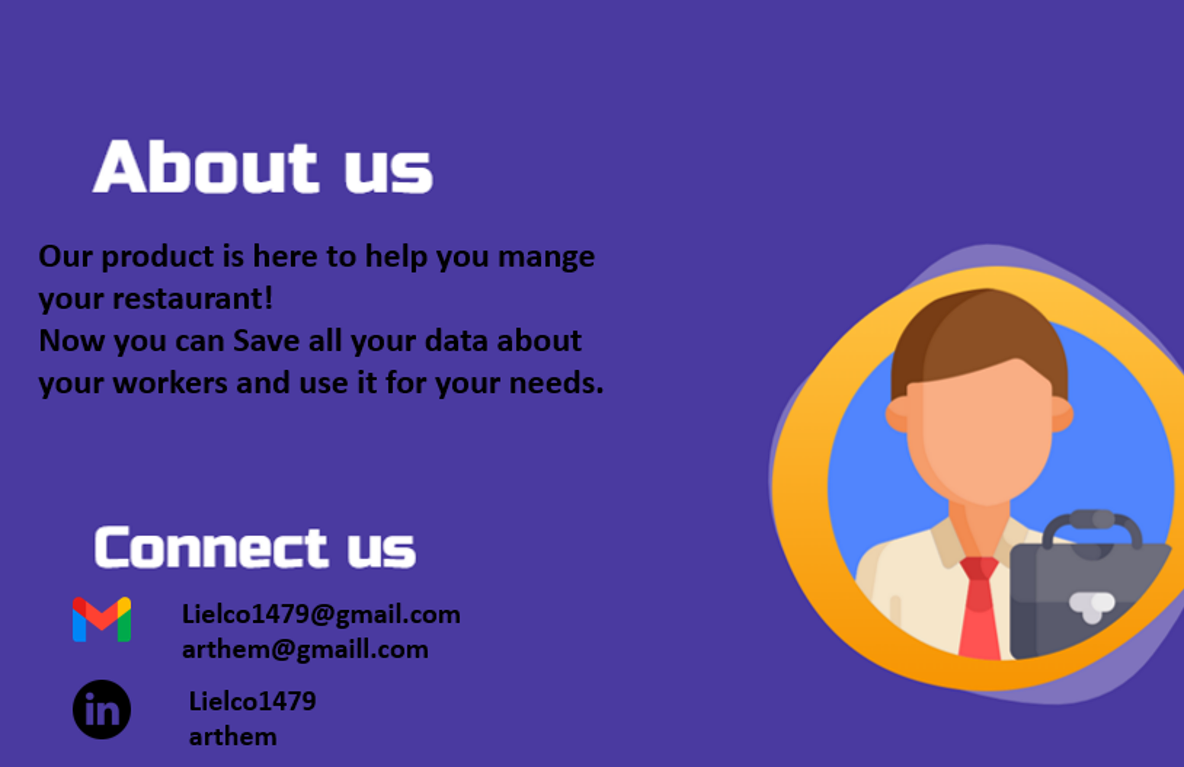 About us
Our product is here to help you mange
your restaurant!
Now you can Save all your data about
your workers and use it for your needs.
Connect us
Lielco1479@gmail.com
arthem@gmaill.com
in
Lielco1479
arthem